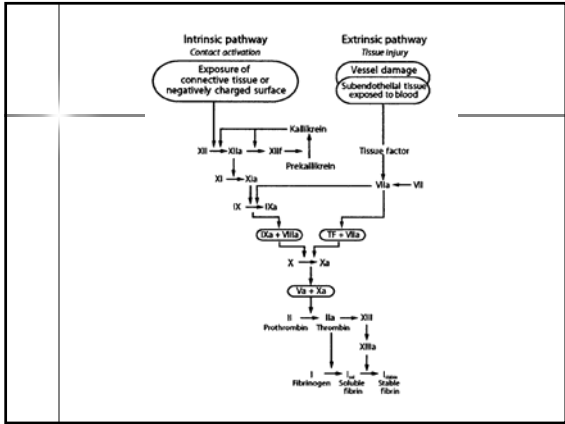 Intrinsic pathway
Contact activation
Exposure of
connective tissue or
negatively charged surface
Extrinsic pathway
Tissue injury
Vessel damage
Subendothelial tissue
exposed to blood
Kallikrein
XII XIIa XIIf
Prekallikrein
Tissue factor
XI XIa
VIIa VII
IX IXa
IXa + VIIIa
TF + VIIa
X Xa
Va + Xa
II IIa XIII
Prothrombin Thrombin
XIIIa
I I I
Fibrinogen Soluble Stable
fibrin fibrin